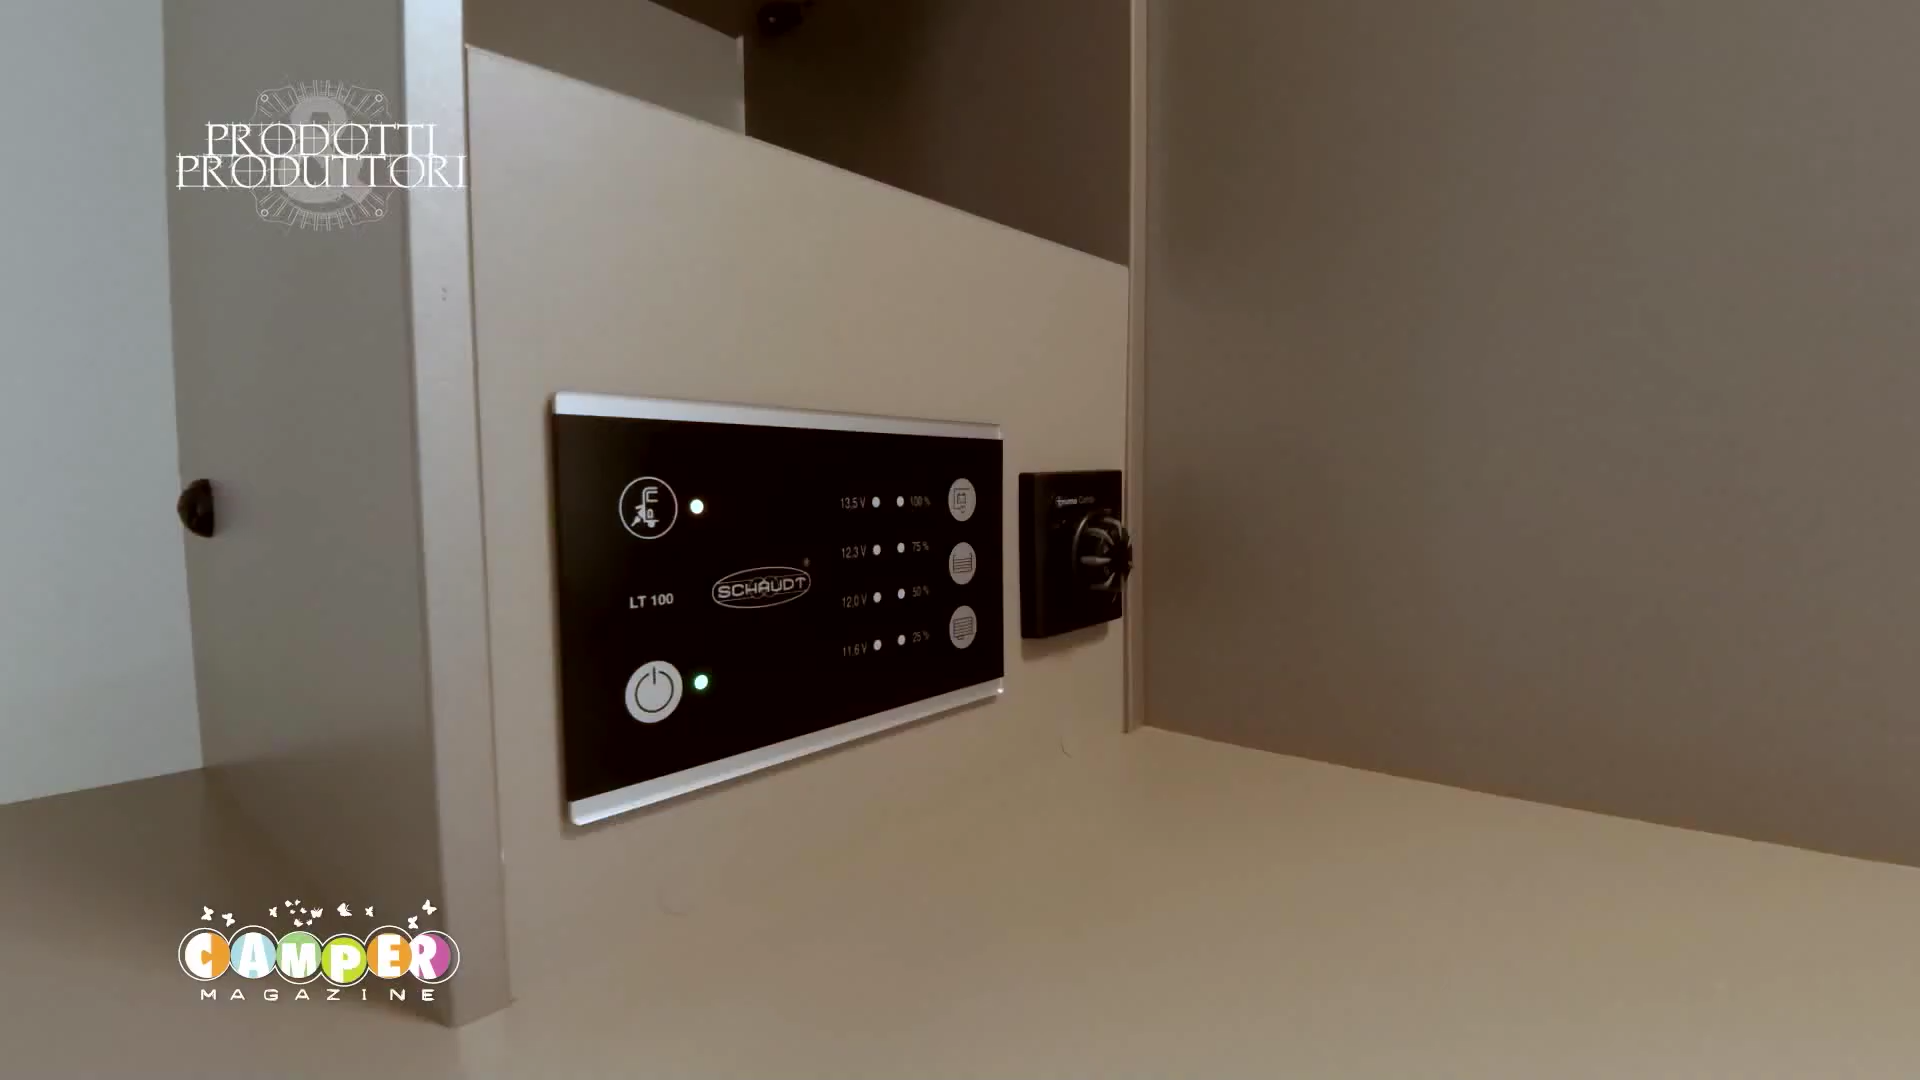 PRODOTTI
&
PRODUTTORI
13,5 V 100 %
12,3 V 75 %
LT 100
SCHAUDT®
12,0 V 50 %
11,6 V 25 %
CAMPER
MAGAZINE